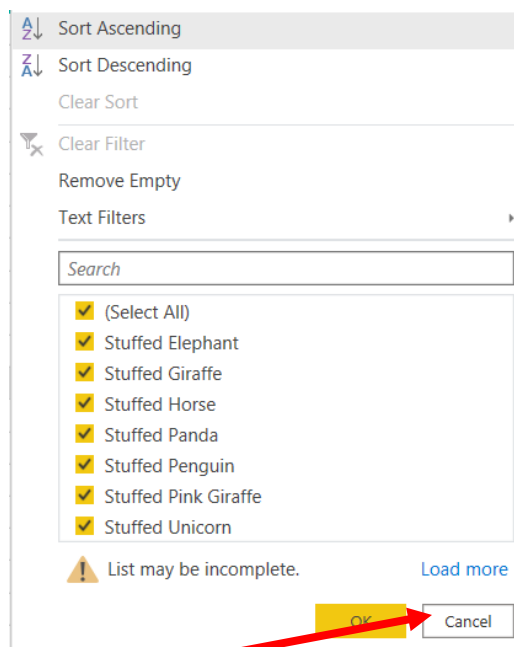 Sort Ascending
Sort Descending
Clear Sort
Clear Filter
Remove Empty
Text Filters
Search
(Select All)
Stuffed Elephant
Stuffed Giraffe
Stuffed Horse
Stuffed Panda
Stuffed Penguin
Stuffed Pink Giraffe
Stuffed Unicorn
List may be incomplete. Load more
OK Cancel